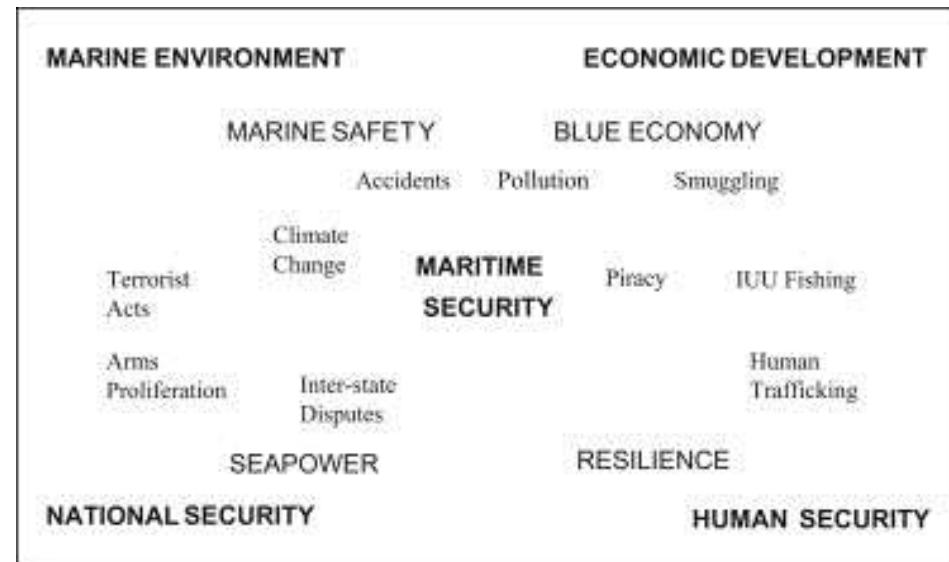 MARINE ENVIRONMENT
ECONOMIC DEVELOPMENT
MARINE SAFETY
BLUE ECONOMY
Accidents
Pollution
Smuggling
Climate
Change
MARITIME
SECURITY
Piracy
IUU Fishing
Terrorist
Acts
Arms
Proliferation
Inter-state
Disputes
Human
Trafficking
SEAPOWER
RESILIENCE
NATIONAL SECURITY
HUMAN SECURITY